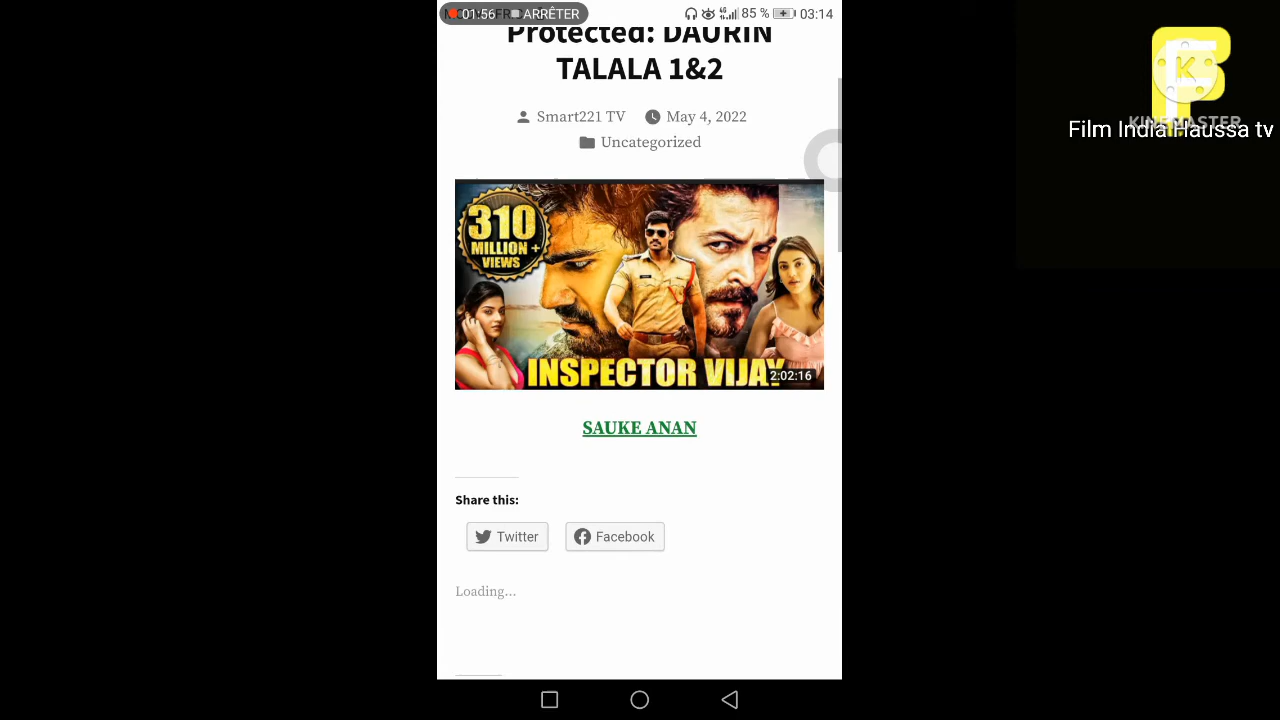 01:56 ARRÊTER
85 % 03:14
Protected: DAURIN
TALALA 1&2
Smart221 TV May 4, 2022
Uncategorized
310
MILLION +
VIEWS
INSPECTOR VIJAY
2:02:16
SAUKE ANAN
Share this:
Twitter Facebook
Loading...
K
KINEMASTER
Film India Haussa tv